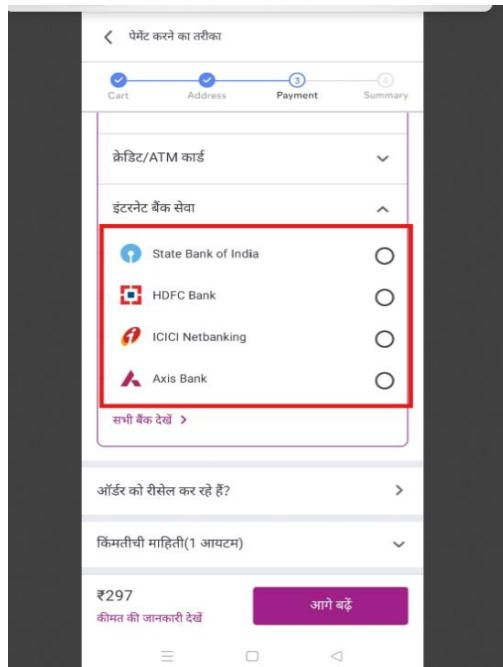 पेमेंट करने का तरीका
3
4
Cart
Address
Payment
Summary
क्रेडिट/ATM कार्ड
इंटरनेट बैंक सेवा
State Bank of India
HDFC Bank
ICICI Netbanking
Axis Bank
सभी बैंक देखें
ऑर्डर को रीसेल कर रहे हैं?
किंमतीची माहिती(1 आयटम)
₹297
कीमत की जानकारी देखें
आगे बढ़ें